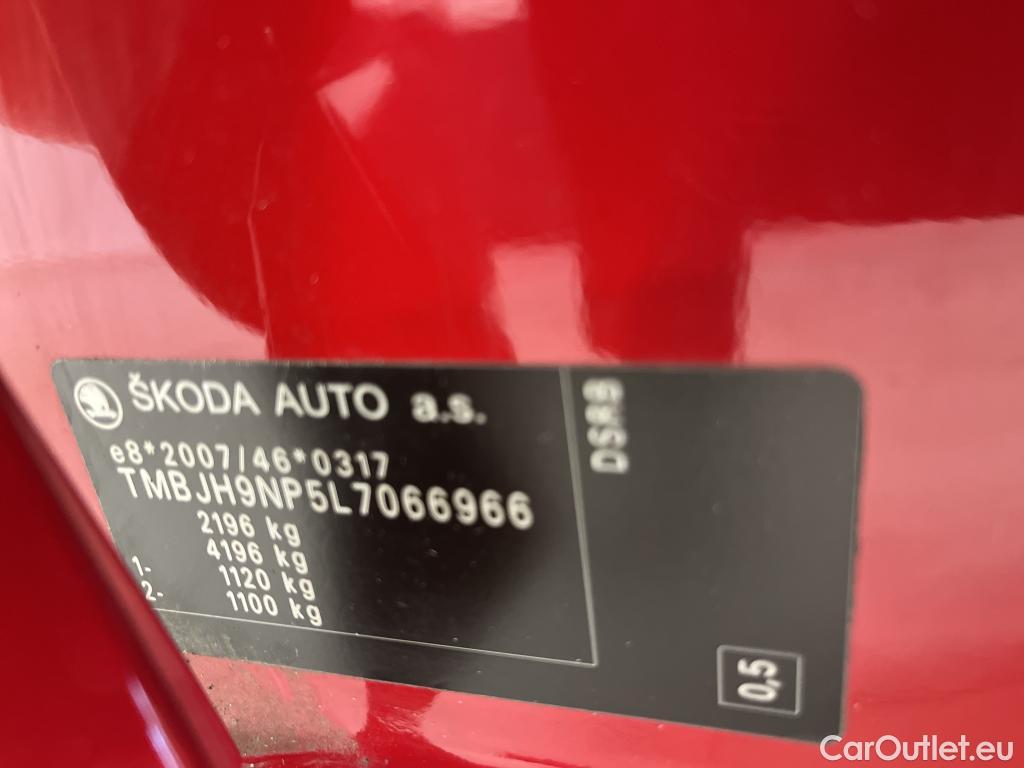 ŠKODA AUTO a.s.
e8*2007/46*0317
TMBJH9NP5L7066966
2196 kg
4196 kg
1- 1120 kg
2- 1100 kg
0,5
CarOutlet.eu